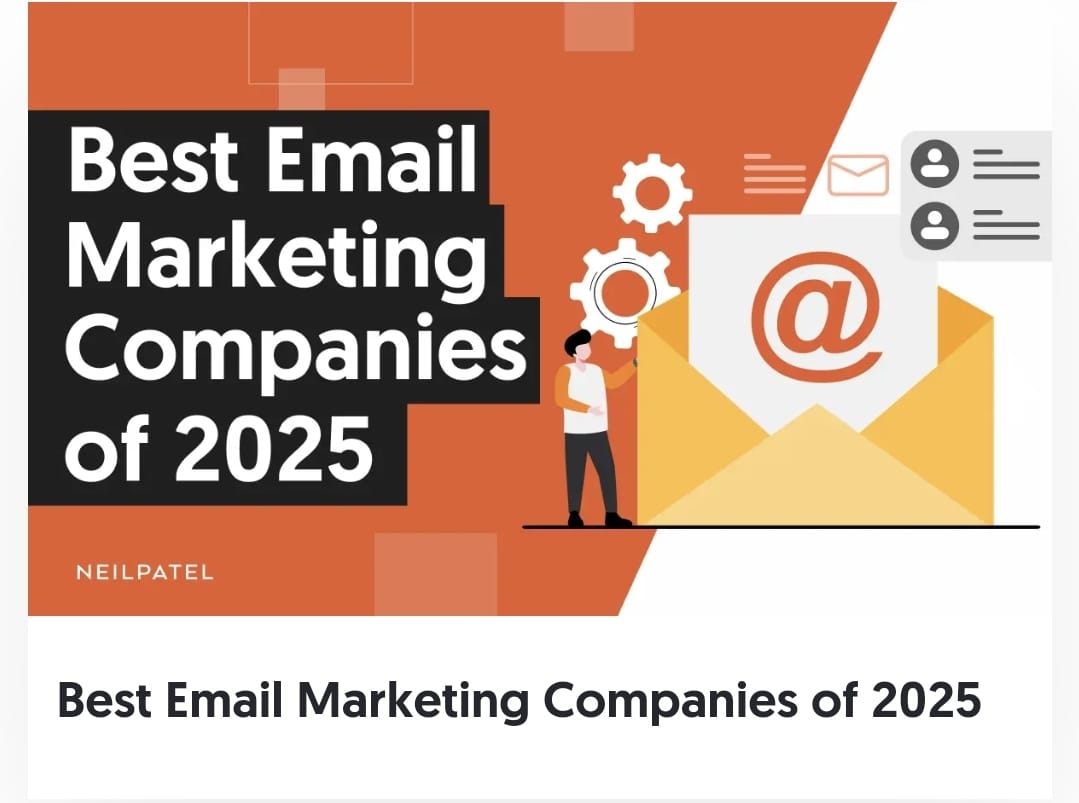 Best Email
Marketing
Companies
of 2025
@
NEILPATEL
Best Email Marketing Companies of 2025